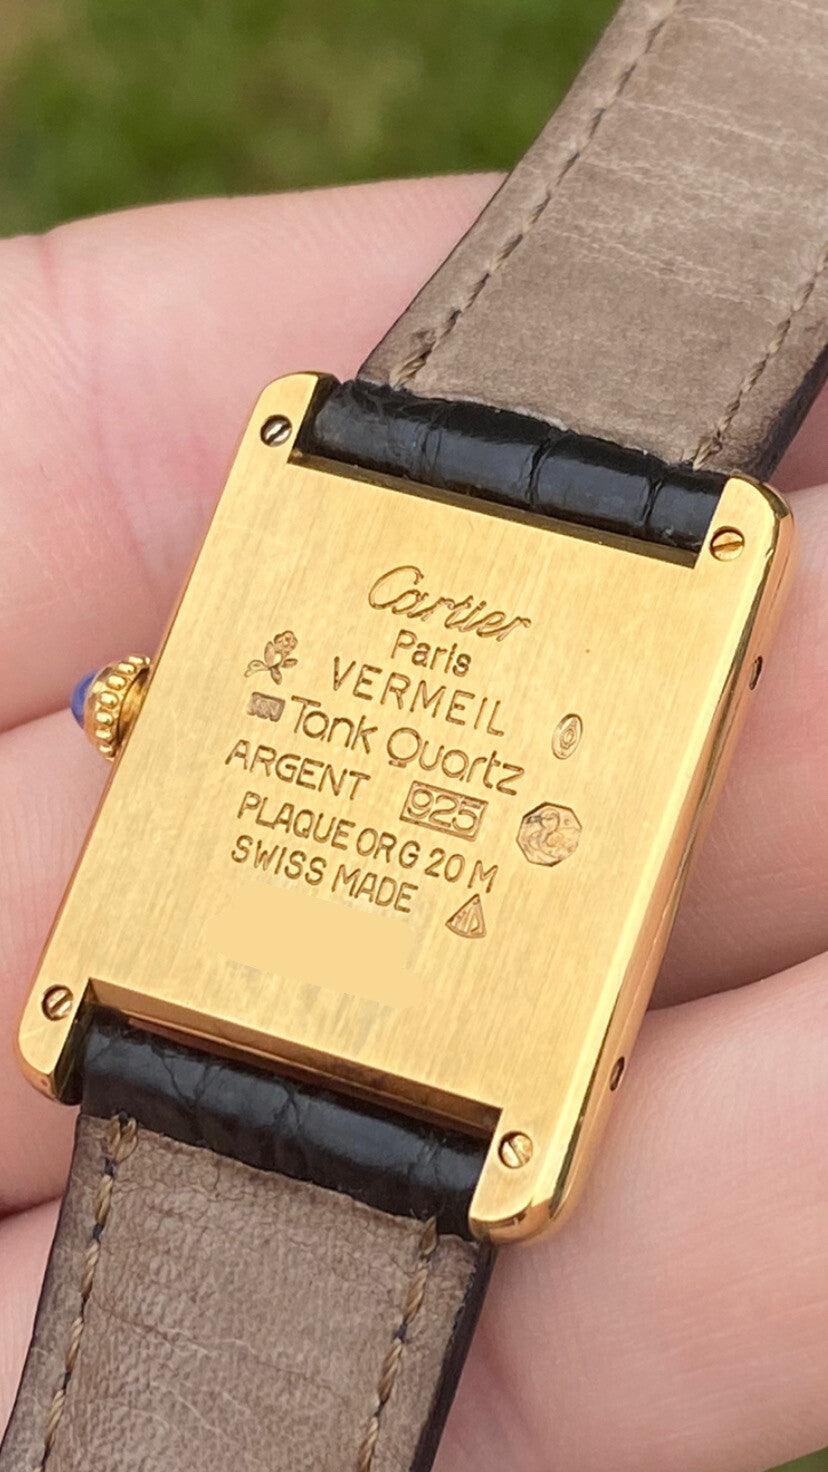 Cartier
Paris
VERMEIL
Tank Quartz
ARGENT 925
PLAQUE OR G 20 M
SWISS MADE